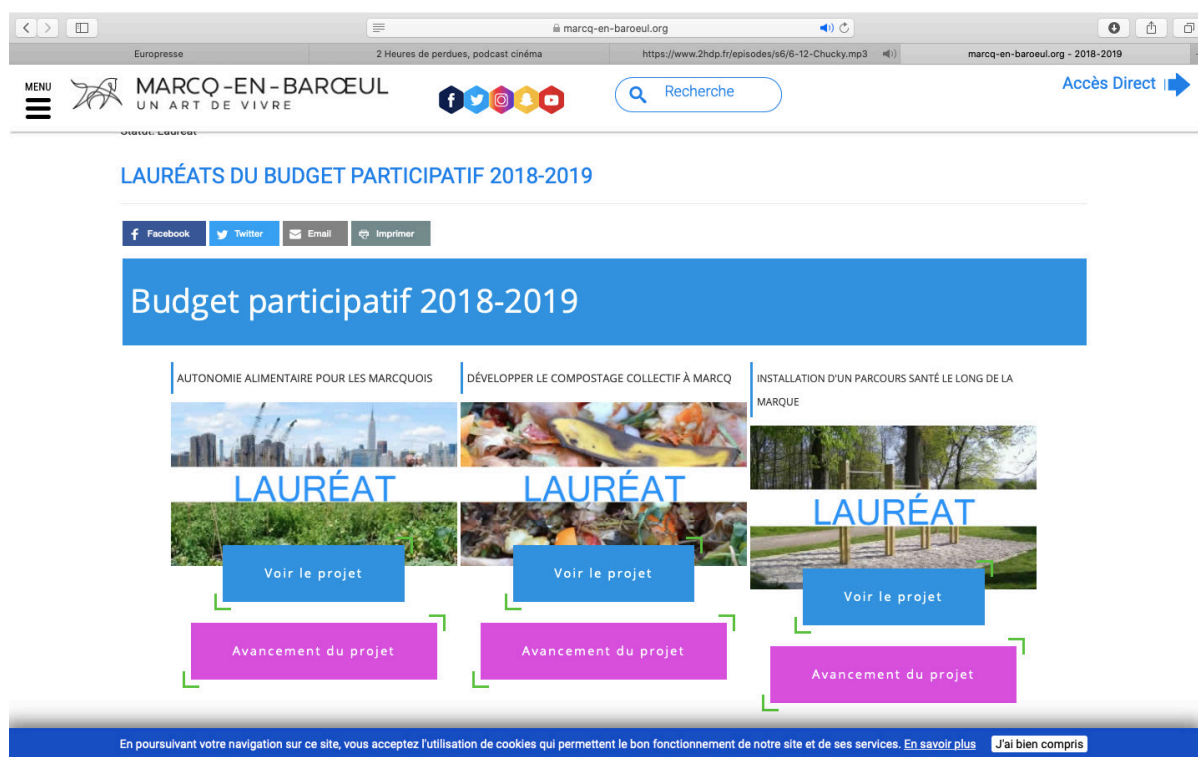 marcq-en-baroeul.org
Europresse
2 Heures de perdues, podcast cinéma
https://www.2hdp.fr/episodes/s6/6-12-Chucky.mp3
marcq-en-baroeul.org - 2018-2019
MENU
MARCQ-EN-BARŒUL
UN ART DE VIVRE
Recherche
Accès Direct
Statut: Lauréat
LAURÉATS DU BUDGET PARTICIPATIF 2018-2019
Facebook
Twitter
Email
Imprimer
Budget participatif 2018-2019
AUTONOMIE ALIMENTAIRE POUR LES MARCQUOIS
LAURÉAT
Voir le projet
Avancement du projet
DÉVELOPPER LE COMPOSTAGE COLLECTIF À MARCQ
LAURÉAT
Voir le projet
Avancement du projet
INSTALLATION D'UN PARCOURS SANTÉ LE LONG DE LA
MARQUE
LAURÉAT
Voir le projet
Avancement du projet
En poursuivant votre navigation sur ce site, vous acceptez l'utilisation de cookies qui permettent le bon fonctionnement de notre site et de ses services. En savoir plus
J'ai bien compris